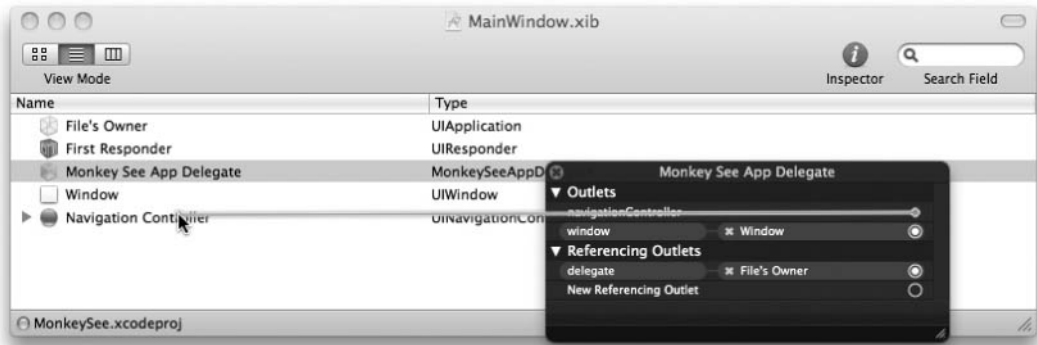 MainWindow.xib
View Mode
Inspector
Search Field
Name Type
File's Owner UIApplication
First Responder UIResponder
Monkey See App Delegate MonkeySeeAppD
Window UIWindow
Navigation Controller UINavigationCon
Monkey See App Delegate
Outlets
navigationController
window Window
Referencing Outlets
delegate File's Owner
New Referencing Outlet
MonkeySee.xcodeproj